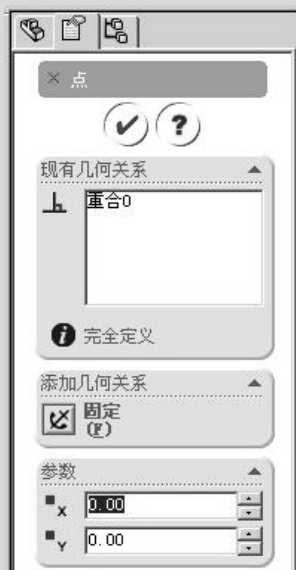 × 点
?
现有几何关系
重合0
完全定义
添加几何关系
固定
(F)
参数
X 0.00
Y 0.00